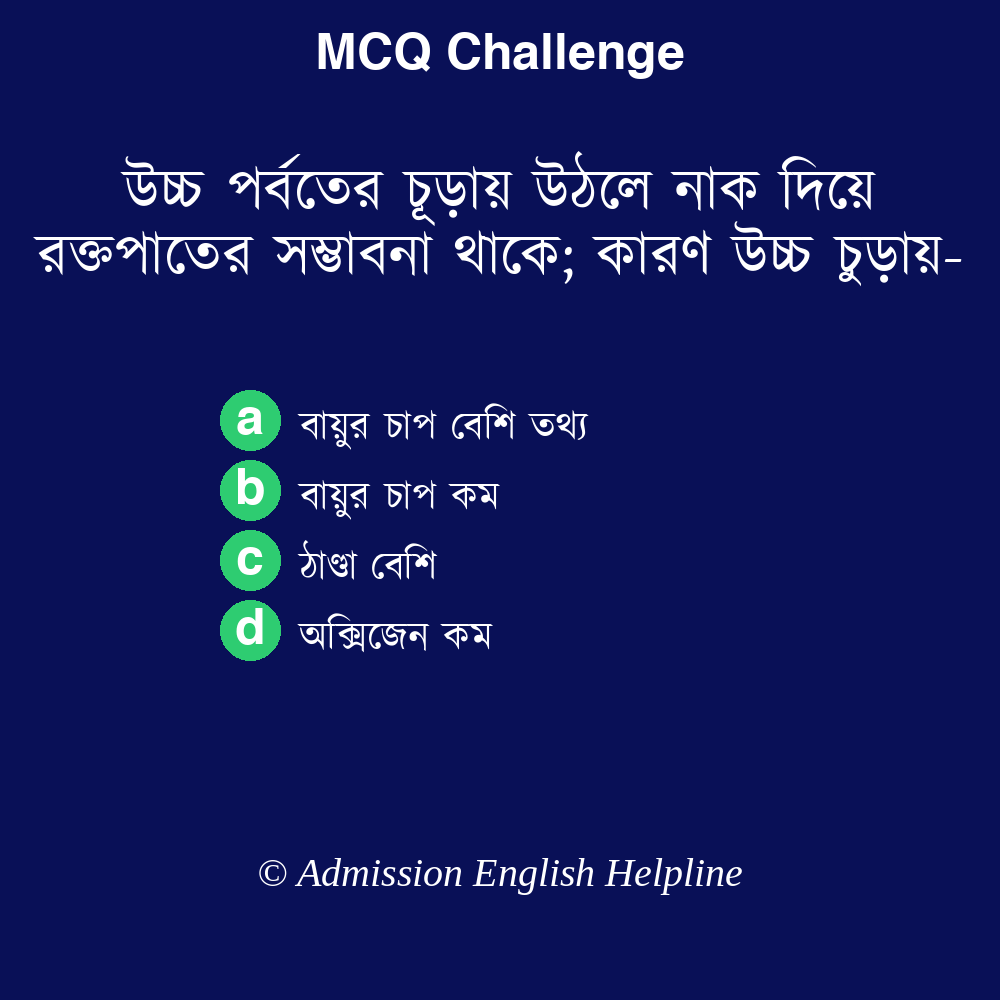 MCQ Challenge
উচ্চ পর্বতের চূড়ায় উঠলে নাক দিয়ে
রক্তপাতের সম্ভাবনা থাকে; কারণ উচ্চ চুড়ায়-
a বায়ুর চাপ বেশি তথ্য
b বায়ুর চাপ কম
c ঠাণ্ডা বেশি
d অক্সিজেন কম
© Admission English Helpline